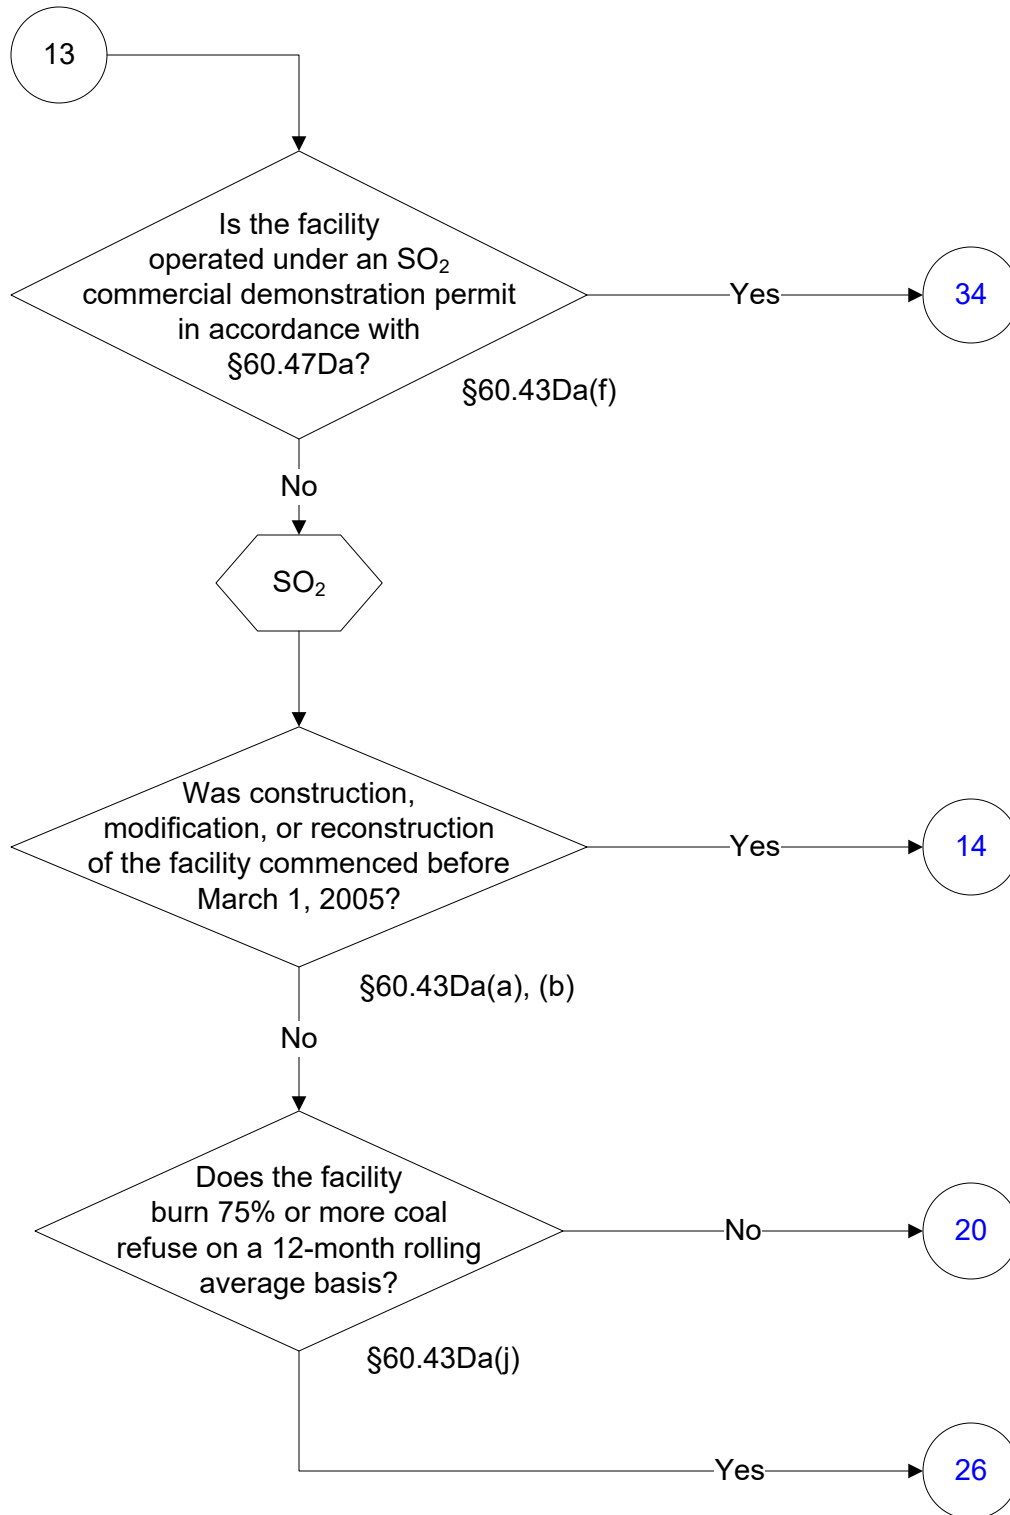 13
Is the facility
operated under an SO₂
commercial demonstration permit
in accordance with
§60.47Da?
Yes
34
§60.43Da(f)
No
SO₂
Was construction,
modification, or reconstruction
of the facility commenced before
March 1, 2005?
Yes
14
§60.43Da(a), (b)
No
Does the facility
burn 75% or more coal
refuse on a 12-month rolling
average basis?
No
20
§60.43Da(j)
Yes
26